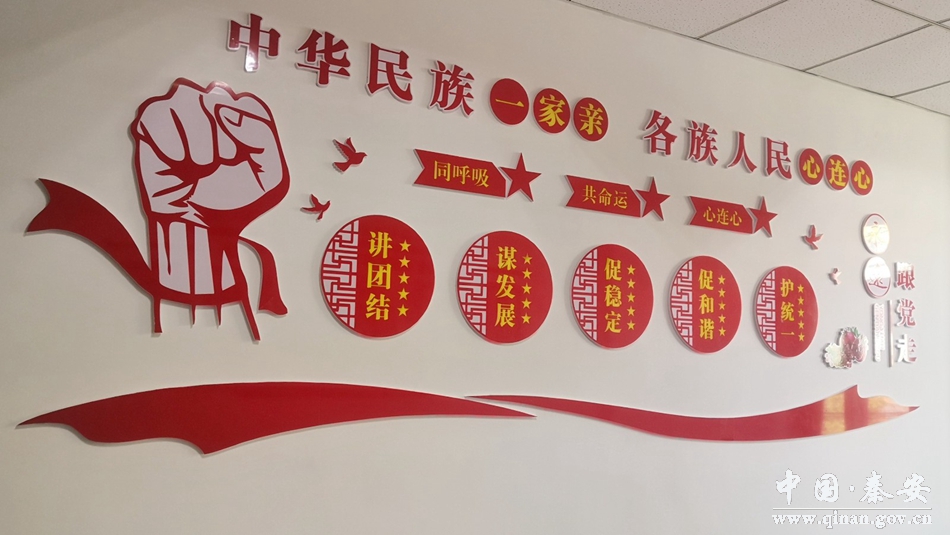 中华民族一家亲 各族人民心连心
同呼吸
共命运
心连心
讲团结
谋发展
促稳定
促和谐
护统一
跟党走
中国·秦安
www.qinan.gov.cn